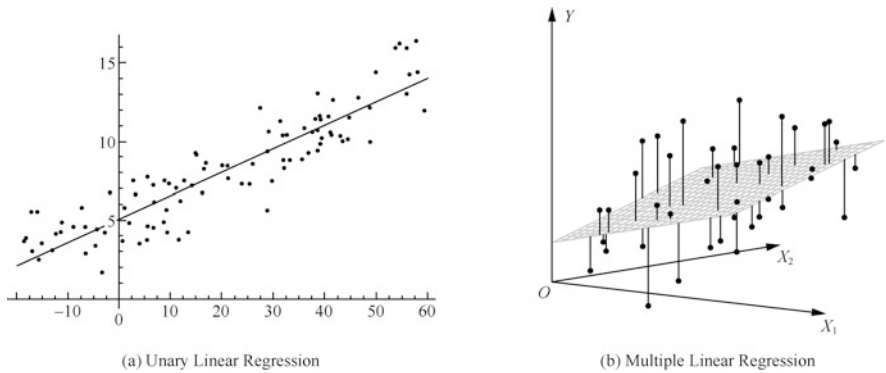 15
10
5
−10
0
10
20
30
40
50
60
(a) Unary Linear Regression
Y
O
X2
X1
(b) Multiple Linear Regression